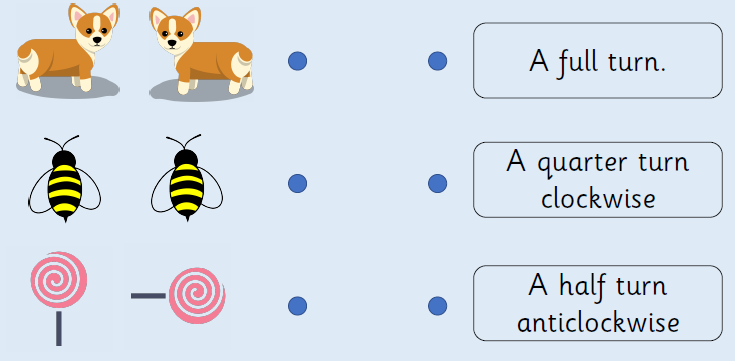 A full turn.
A quarter turn
clockwise
A half turn
anticlockwise